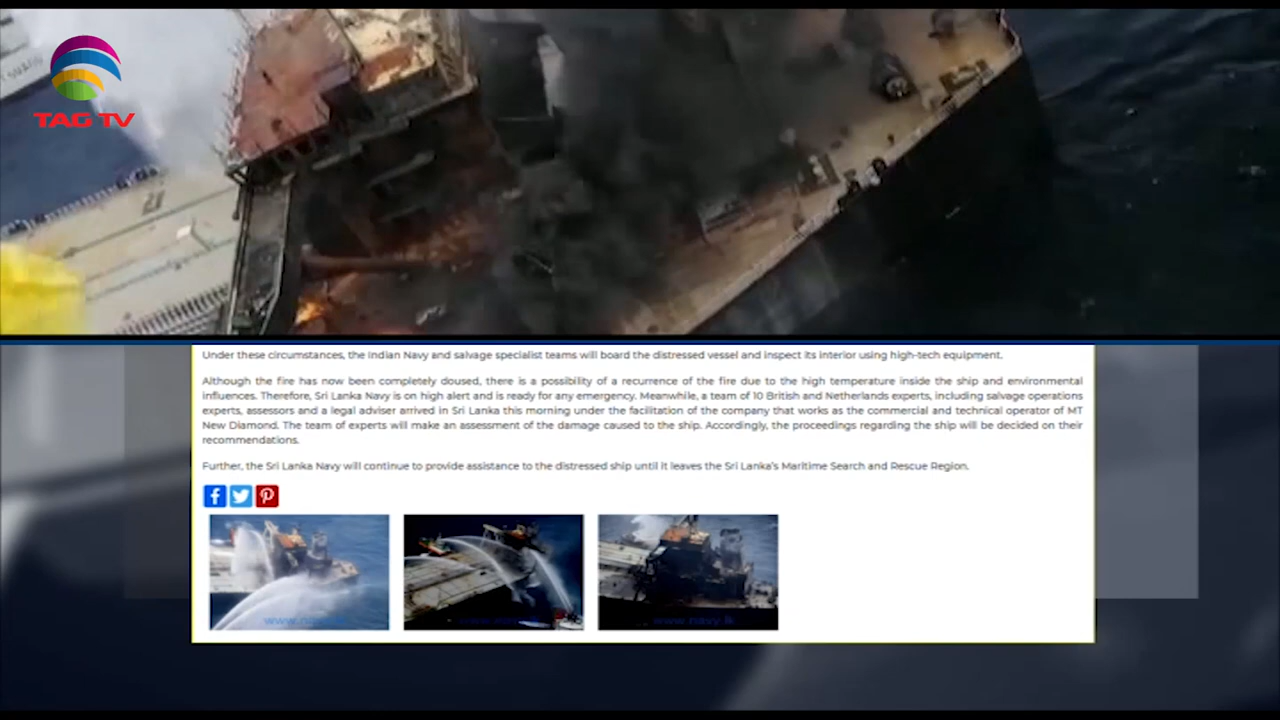 TAG TV
Under these circumstances, the Indian Navy and salvage specialist teams will board the distressed vessel and inspect its interior using high-tech equipment.
Although the fire has now been completely doused, there is a possibility of a recurrence of the fire due to the high temperature inside the ship and environmental
influences. Therefore, Sri Lanka Navy is on high alert and is ready for any emergency. Meanwhile, a team of 10 British and Netherlands experts, including salvage operations
experts, assessors and a legal adviser arrived in Sri Lanka this morning under the facilitation of the company that works as the commercial and technical operator of MT
New Diamond. The team of experts will make an assessment of the damage caused to the ship. Accordingly, the proceedings regarding the ship will be decided on their
recommendations.
Further, the Sri Lanka Navy will continue to provide assistance to the distressed ship until it leaves the Sri Lanka's Maritime Search and Rescue Region.
www.navy.lk